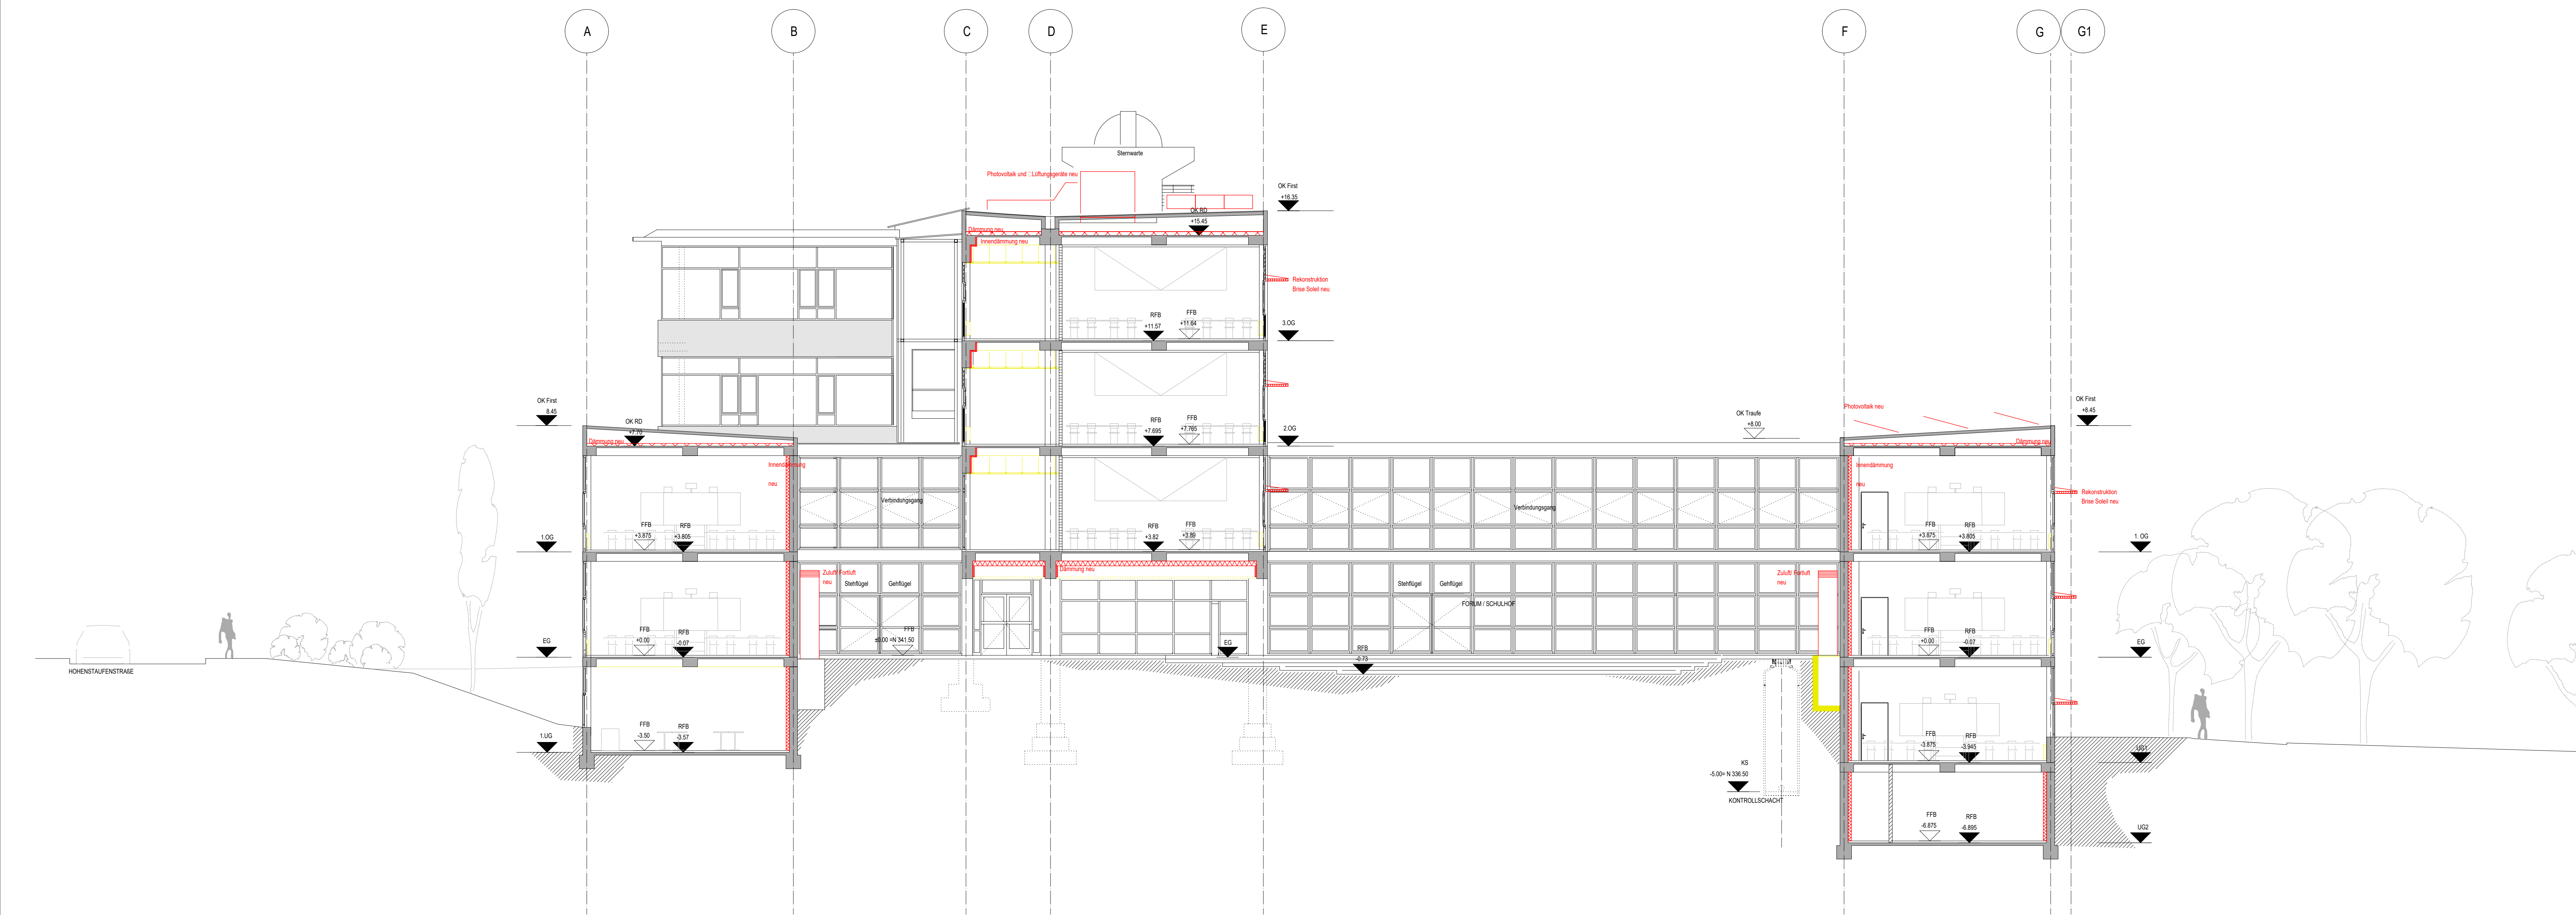 A
B
C
D
E
F
G
G1
Sternwarte
Photovoltaik und Lüftungsgeräte neu
OK First
+16.35
OK RD
+15.45
Dämmung neu
Innendämmung neu
Rekonstruktion
Brise Soleil neu
RFB
+11.57
FFB
+11.64
3.OG
RFB
+7.695
FFB
+7.765
2.OG
OK First
8.45
OK RD
+7.70
Dämmung neu
Innendämmung
neu
OK Traufe
+8.00
Photovoltaik neu
OK First
+8.45
Dämmung neu
Innendämmung
neu
Rekonstruktion
Brise Soleil neu
Verbindungsgang
Verbindungsgang
1.OG
FFB
+3.875
RFB
+3.805
RFB
+3.82
FFB
+3.89
FFB
+3.875
RFB
+3.805
1. OG
Zuluft/ Fortluft
neu
Stehflügel
Gehflügel
Dämmung neu
Stehflügel
Gehflügel
Zuluft/ Fortluft
neu
FORUM / SCHULHOF
EG
FFB
+0.00
RFB
-0.07
FFB
±0.00 =N 341.50
EG
RFB
-0.73
FFB
+0.00
RFB
-0.07
EG
HOHENSTAUFENSTRAßE
1.UG
FFB
-3.50
RFB
-3.57
FFB
-3.875
RFB
-3.945
UG1
KS
-5.00= N 336.50
KONTROLLSCHACHT
FFB
-6.875
RFB
-6.895
UG2